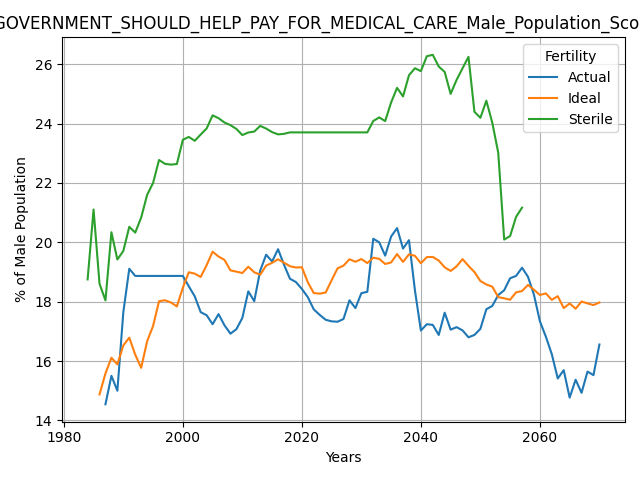 GOVERNMENT_SHOULD_HELP_PAY_FOR_MEDICAL_CARE_Male_Population_Sco
Fertility
Actual
Ideal
Sterile
% of Male Population
26
24
22
20
18
16
14
1980 2000 2020 2040 2060
Years